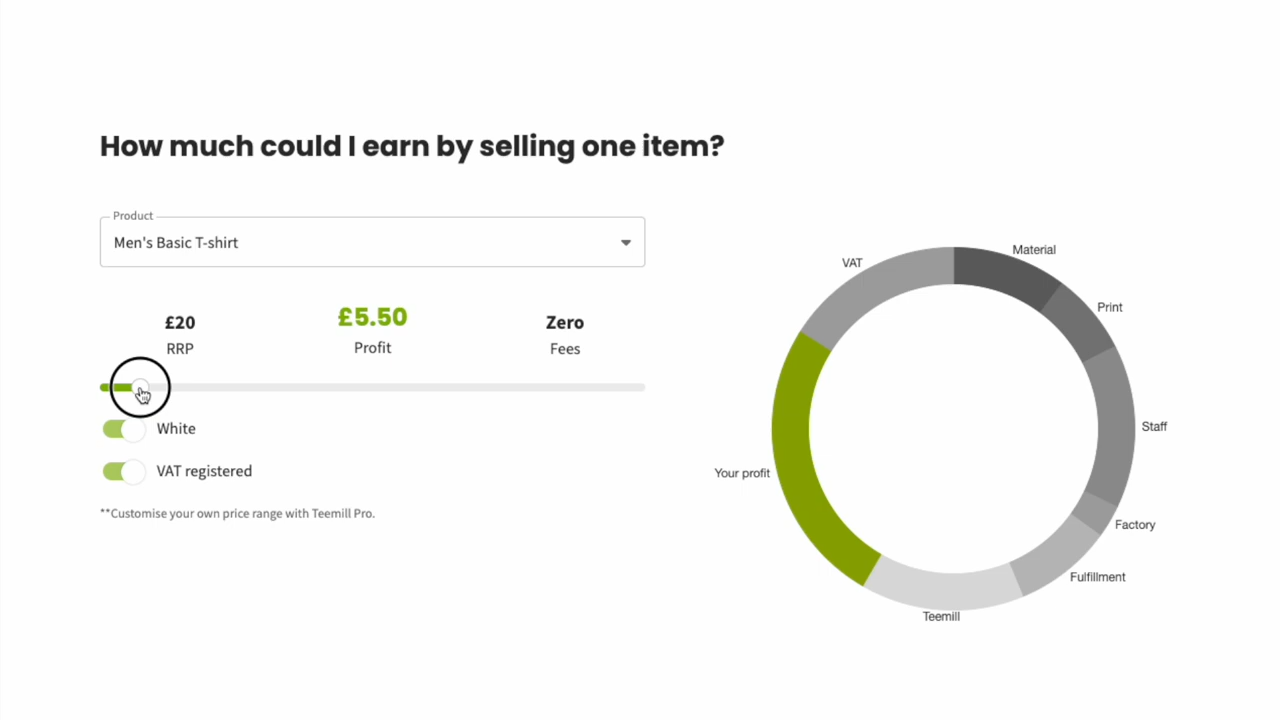 How much could I earn by selling one item?
Product
Men's Basic T-shirt
£20
£5.50
Zero
RRP
Profit
Fees
White
VAT registered
**Customise your own price range with Teemill Pro.
VAT
Material
Print
Staff
Your profit
Factory
Fulfillment
Teemill